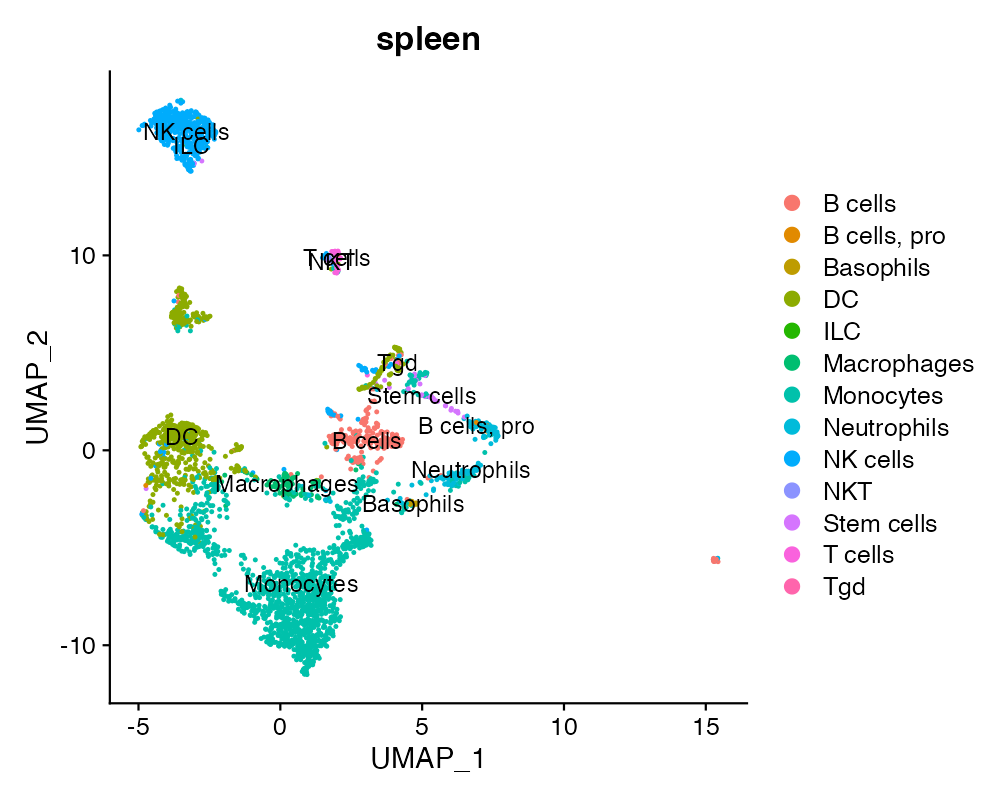 spleen
NK cells
ILC
T cells
NKT
Tgd
Stem cells
B cells, pro
B cells
DC
Neutrophils
Macrophages
Basophils
Monocytes
10
0
-10
UMAP_2
-5
0
5
10
15
UMAP_1
B cells
B cells, pro
Basophils
DC
ILC
Macrophages
Monocytes
Neutrophils
NK cells
NKT
Stem cells
T cells
Tgd